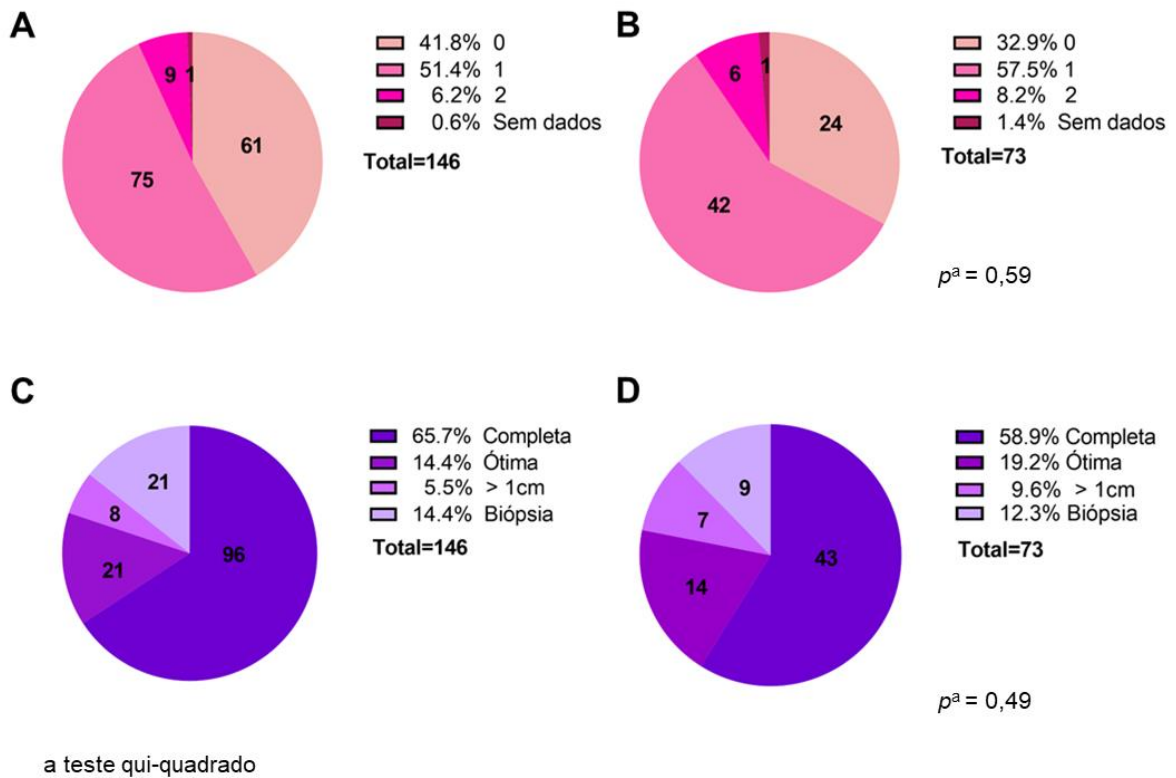 A
9
1
61
75
41.8% 0
51.4% 1
6.2% 2
0.6% Sem dados
Total=146
B
6
1
24
42
32.9% 0
57.5% 1
8.2% 2
1.4% Sem dados
Total=73
pª = 0,59
C
21
8
21
96
65.7% Completa
14.4% Ótima
5.5% > 1cm
14.4% Biópsia
Total=146
D
9
7
14
43
58.9% Completa
19.2% Ótima
9.6% > 1cm
12.3% Biópsia
Total=73
pª = 0,49
a teste qui-quadrado